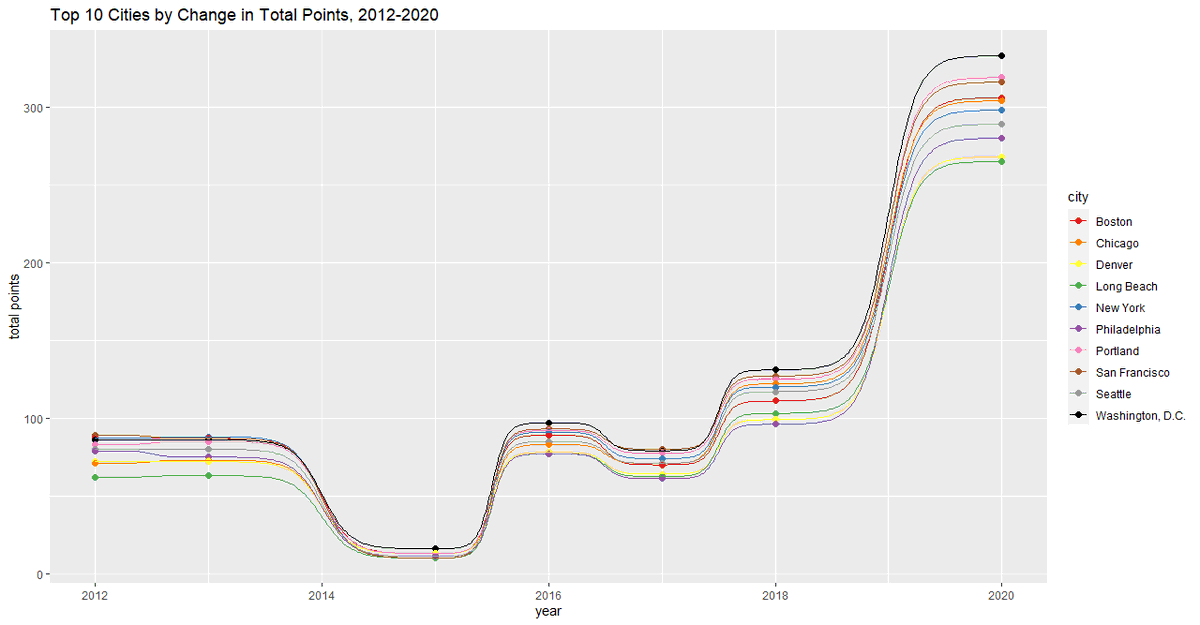 Top 10 Cities by Change in Total Points, 2012-2020
300
200
100
0
total points
2012
2014
2016
2018
2020
year
city
Boston
Chicago
Denver
Long Beach
New York
Philadelphia
Portland
San Francisco
Seattle
Washington, D.C.